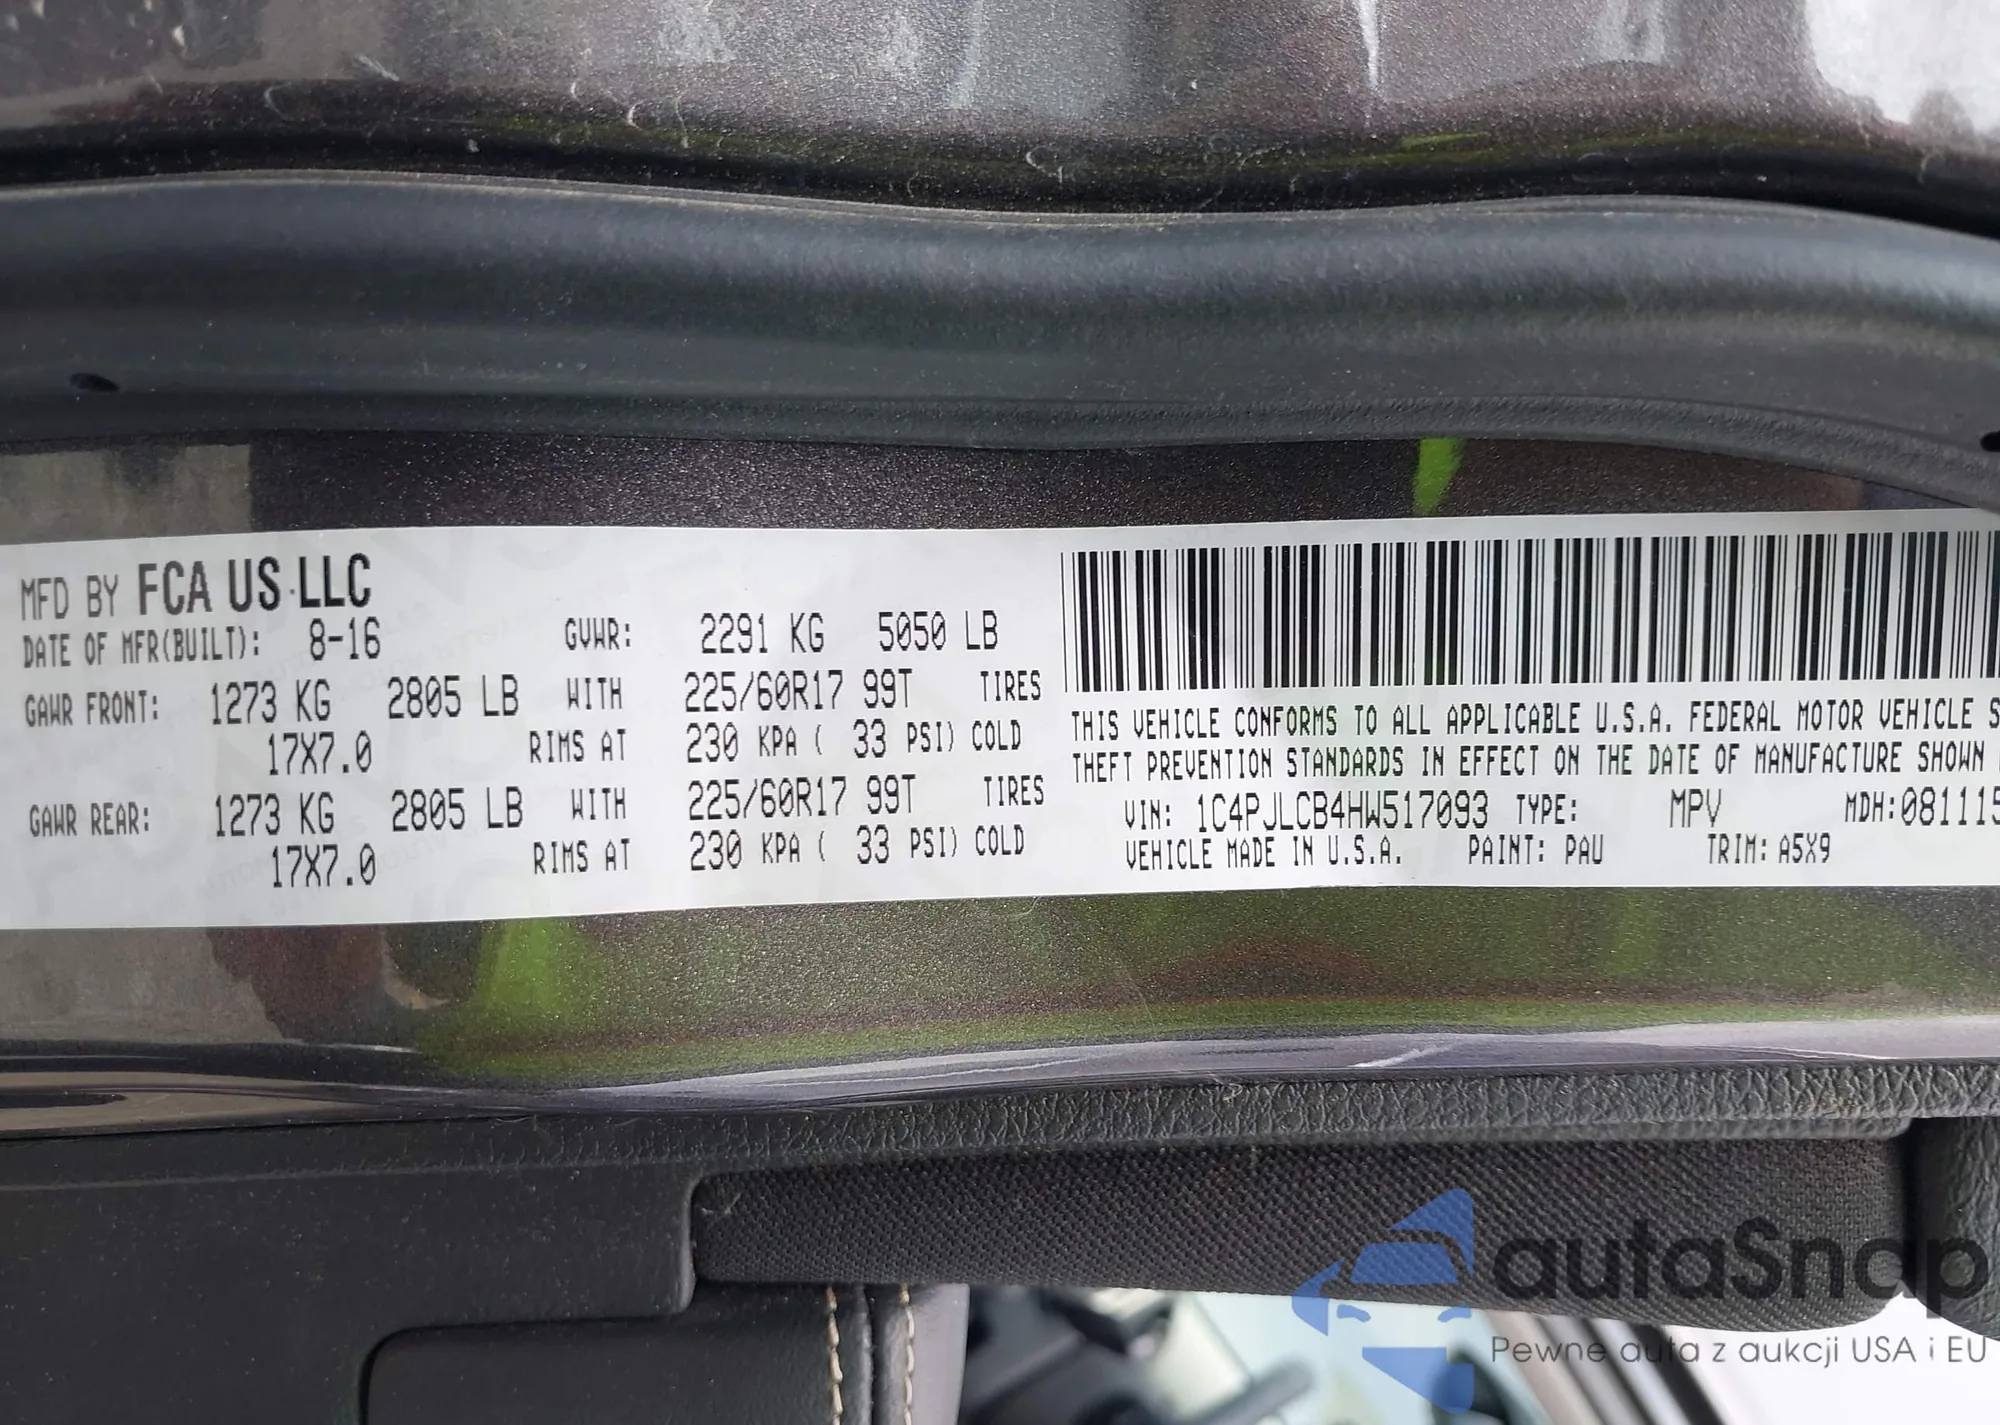 MFD BY FCA US LLC
DATE OF MFR(BUILT): 8-16 GVWR: 2291 KG 5050 LB
GAWR FRONT: 1273 KG 2805 LB WITH 225/60R17 99T TIRES
17X7.0 RIMS AT 230 KPA ( 33 PSI) COLD
GAWR REAR: 1273 KG 2805 LB WITH 225/60R17 99T TIRES
17X7.0 RIMS AT 230 KPA ( 33 PSI) COLD
THIS VEHICLE CONFORMS TO ALL APPLICABLE U.S.A. FEDERAL MOTOR VEHICLE S
THEFT PREVENTION STANDARDS IN EFFECT ON THE DATE OF MANUFACTURE SHOWN
VIN: 1C4PJLCB4HW517093 TYPE: MPV MDH:081115
VEHICLE MADE IN U.S.A. PAINT: PAU TRIM: A5X9
autaSnap
Pewne auta z aukcji USA i EU